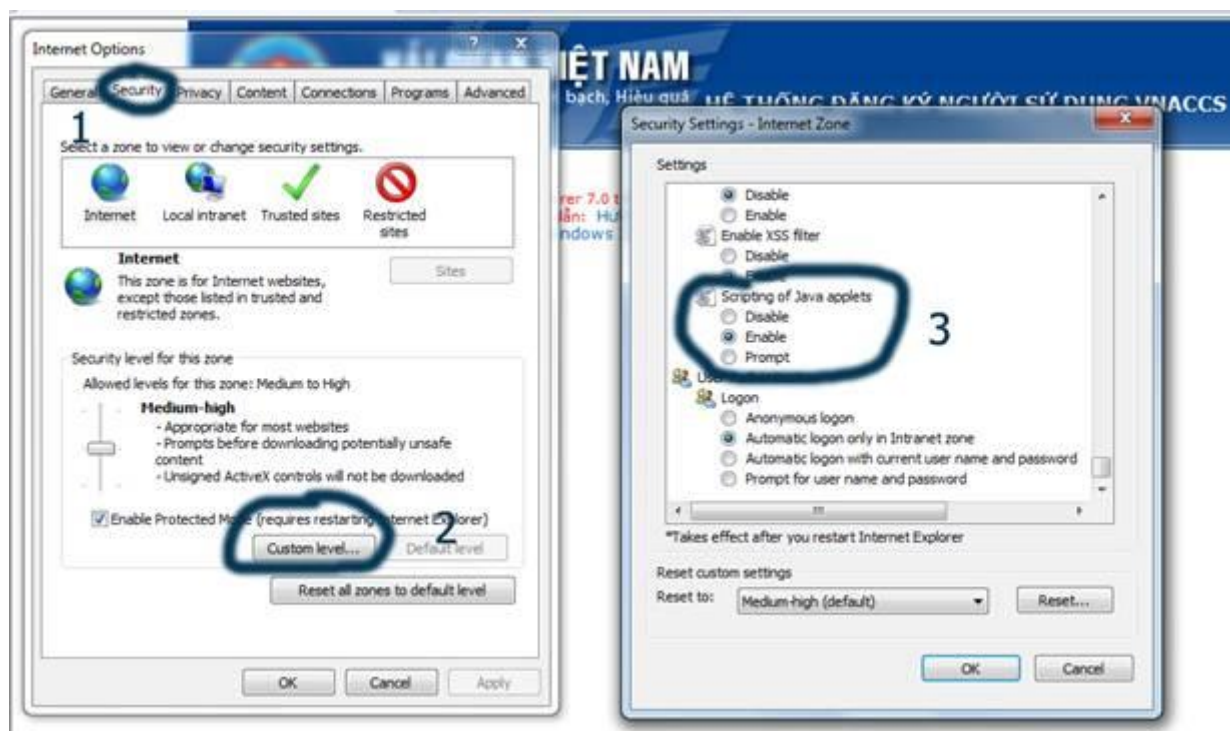 Internet Options
General Security Privacy Content Connections Programs Advanced
1
Select a zone to view or change security settings.
Internet Local intranet Trusted sites Restricted sites
Internet
Sites
This zone is for Internet websites,
except those listed in trusted and
restricted zones.
Security level for this zone
Allowed levels for this zone: Medium to High
Medium-high
- Appropriate for most websites
- Prompts before downloading potentially unsafe
content
- Unsigned ActiveX controls will not be downloaded
Enable Protected Mode (requires restarting Internet Explorer)
2
Custom level... Default level
Reset all zones to default level
OK Cancel Apply
IỆT NAM
bạch, Hiệu quả HỆ THỐNG ĐĂNG KÝ NGƯỜI SỬ DỤNG VNACCS
rer 7.0
ndows
Security Settings - Internet Zone
Settings
Disable
Enable
Enable XSS filter
Disable
Scripting of Java applets
Disable
Enable
Prompt
3
Logon
Anonymous logon
Automatic logon only in Intranet zone
Automatic logon with current user name and password
Prompt for user name and password
*Takes effect after you restart Internet Explorer
Reset custom settings
Reset to: Medium-high (default) Reset...
OK Cancel